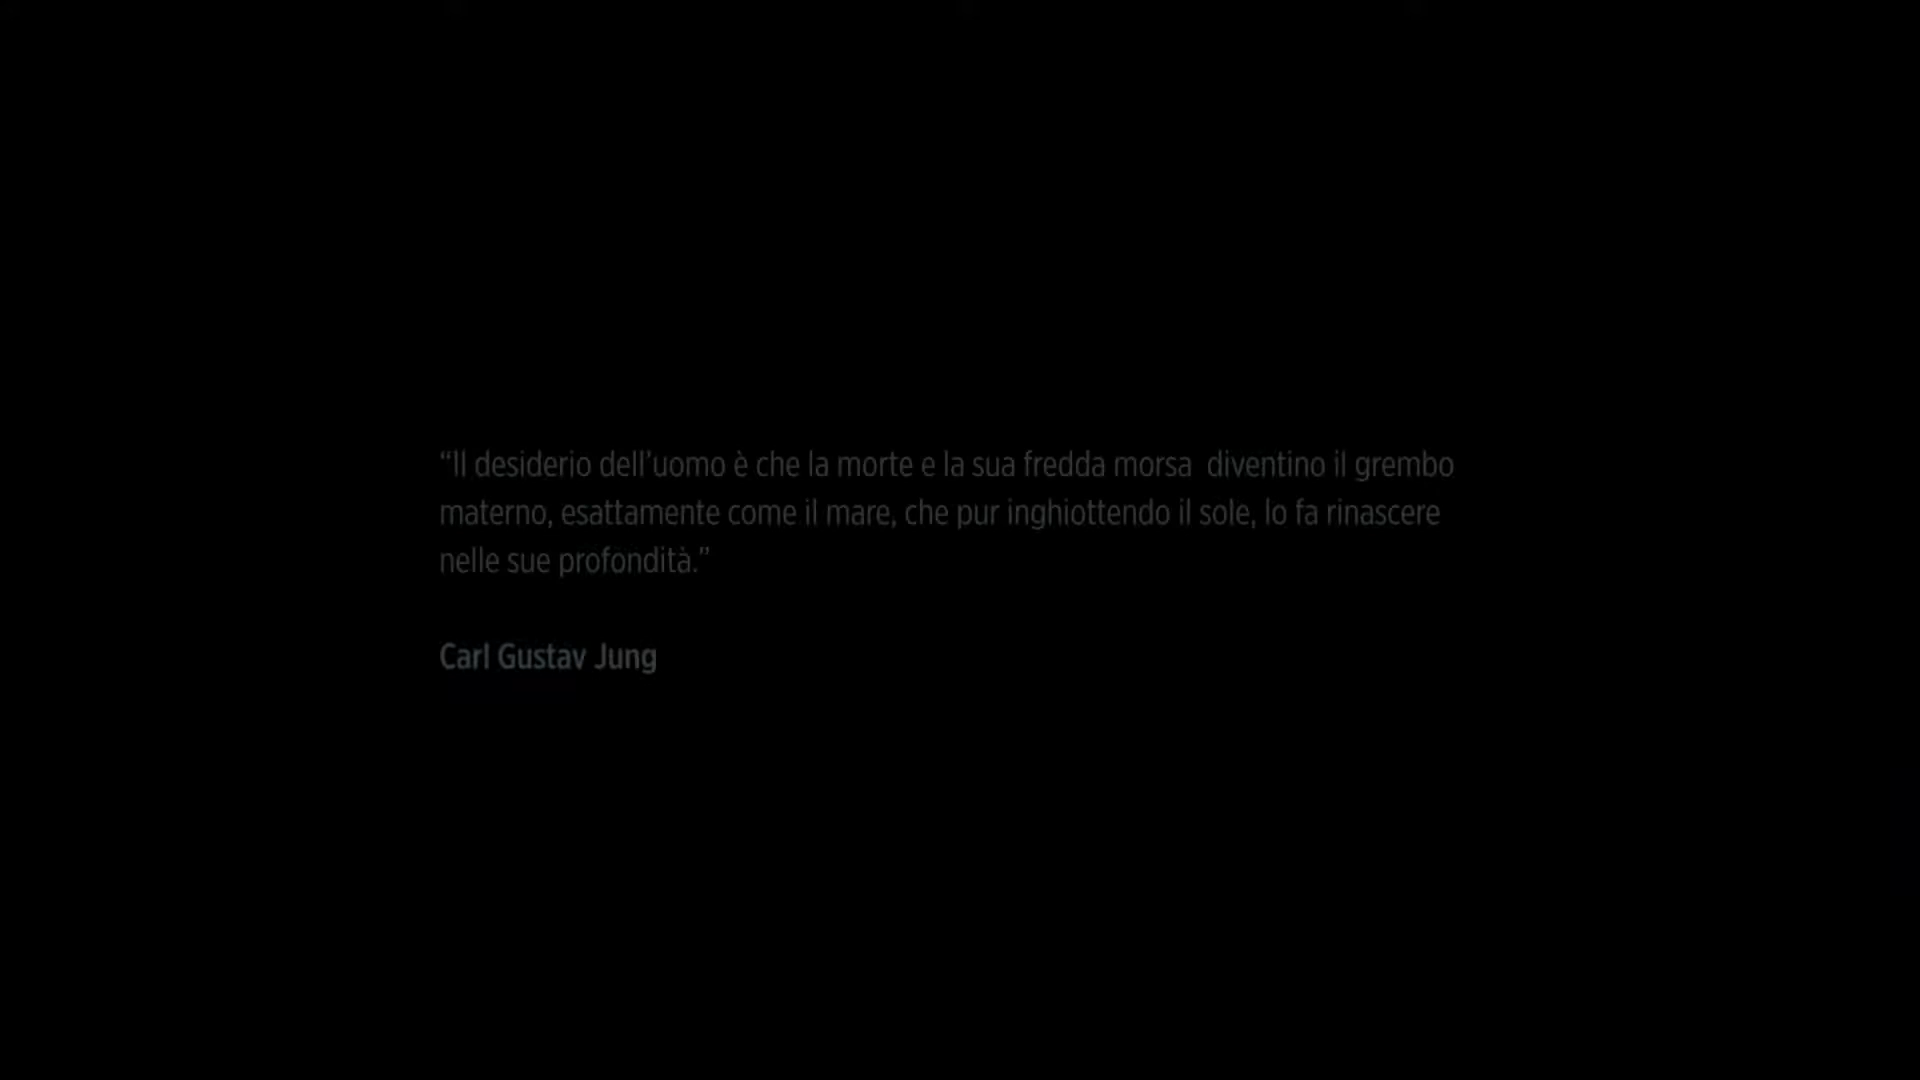 “Il desiderio dell’uomo è che la morte e la sua fredda morsa  diventino il grembo
materno, esattamente come il mare, che pur inghiottendo il sole, lo fa rinascere
nelle sue profondità.”
Carl Gustav Jung